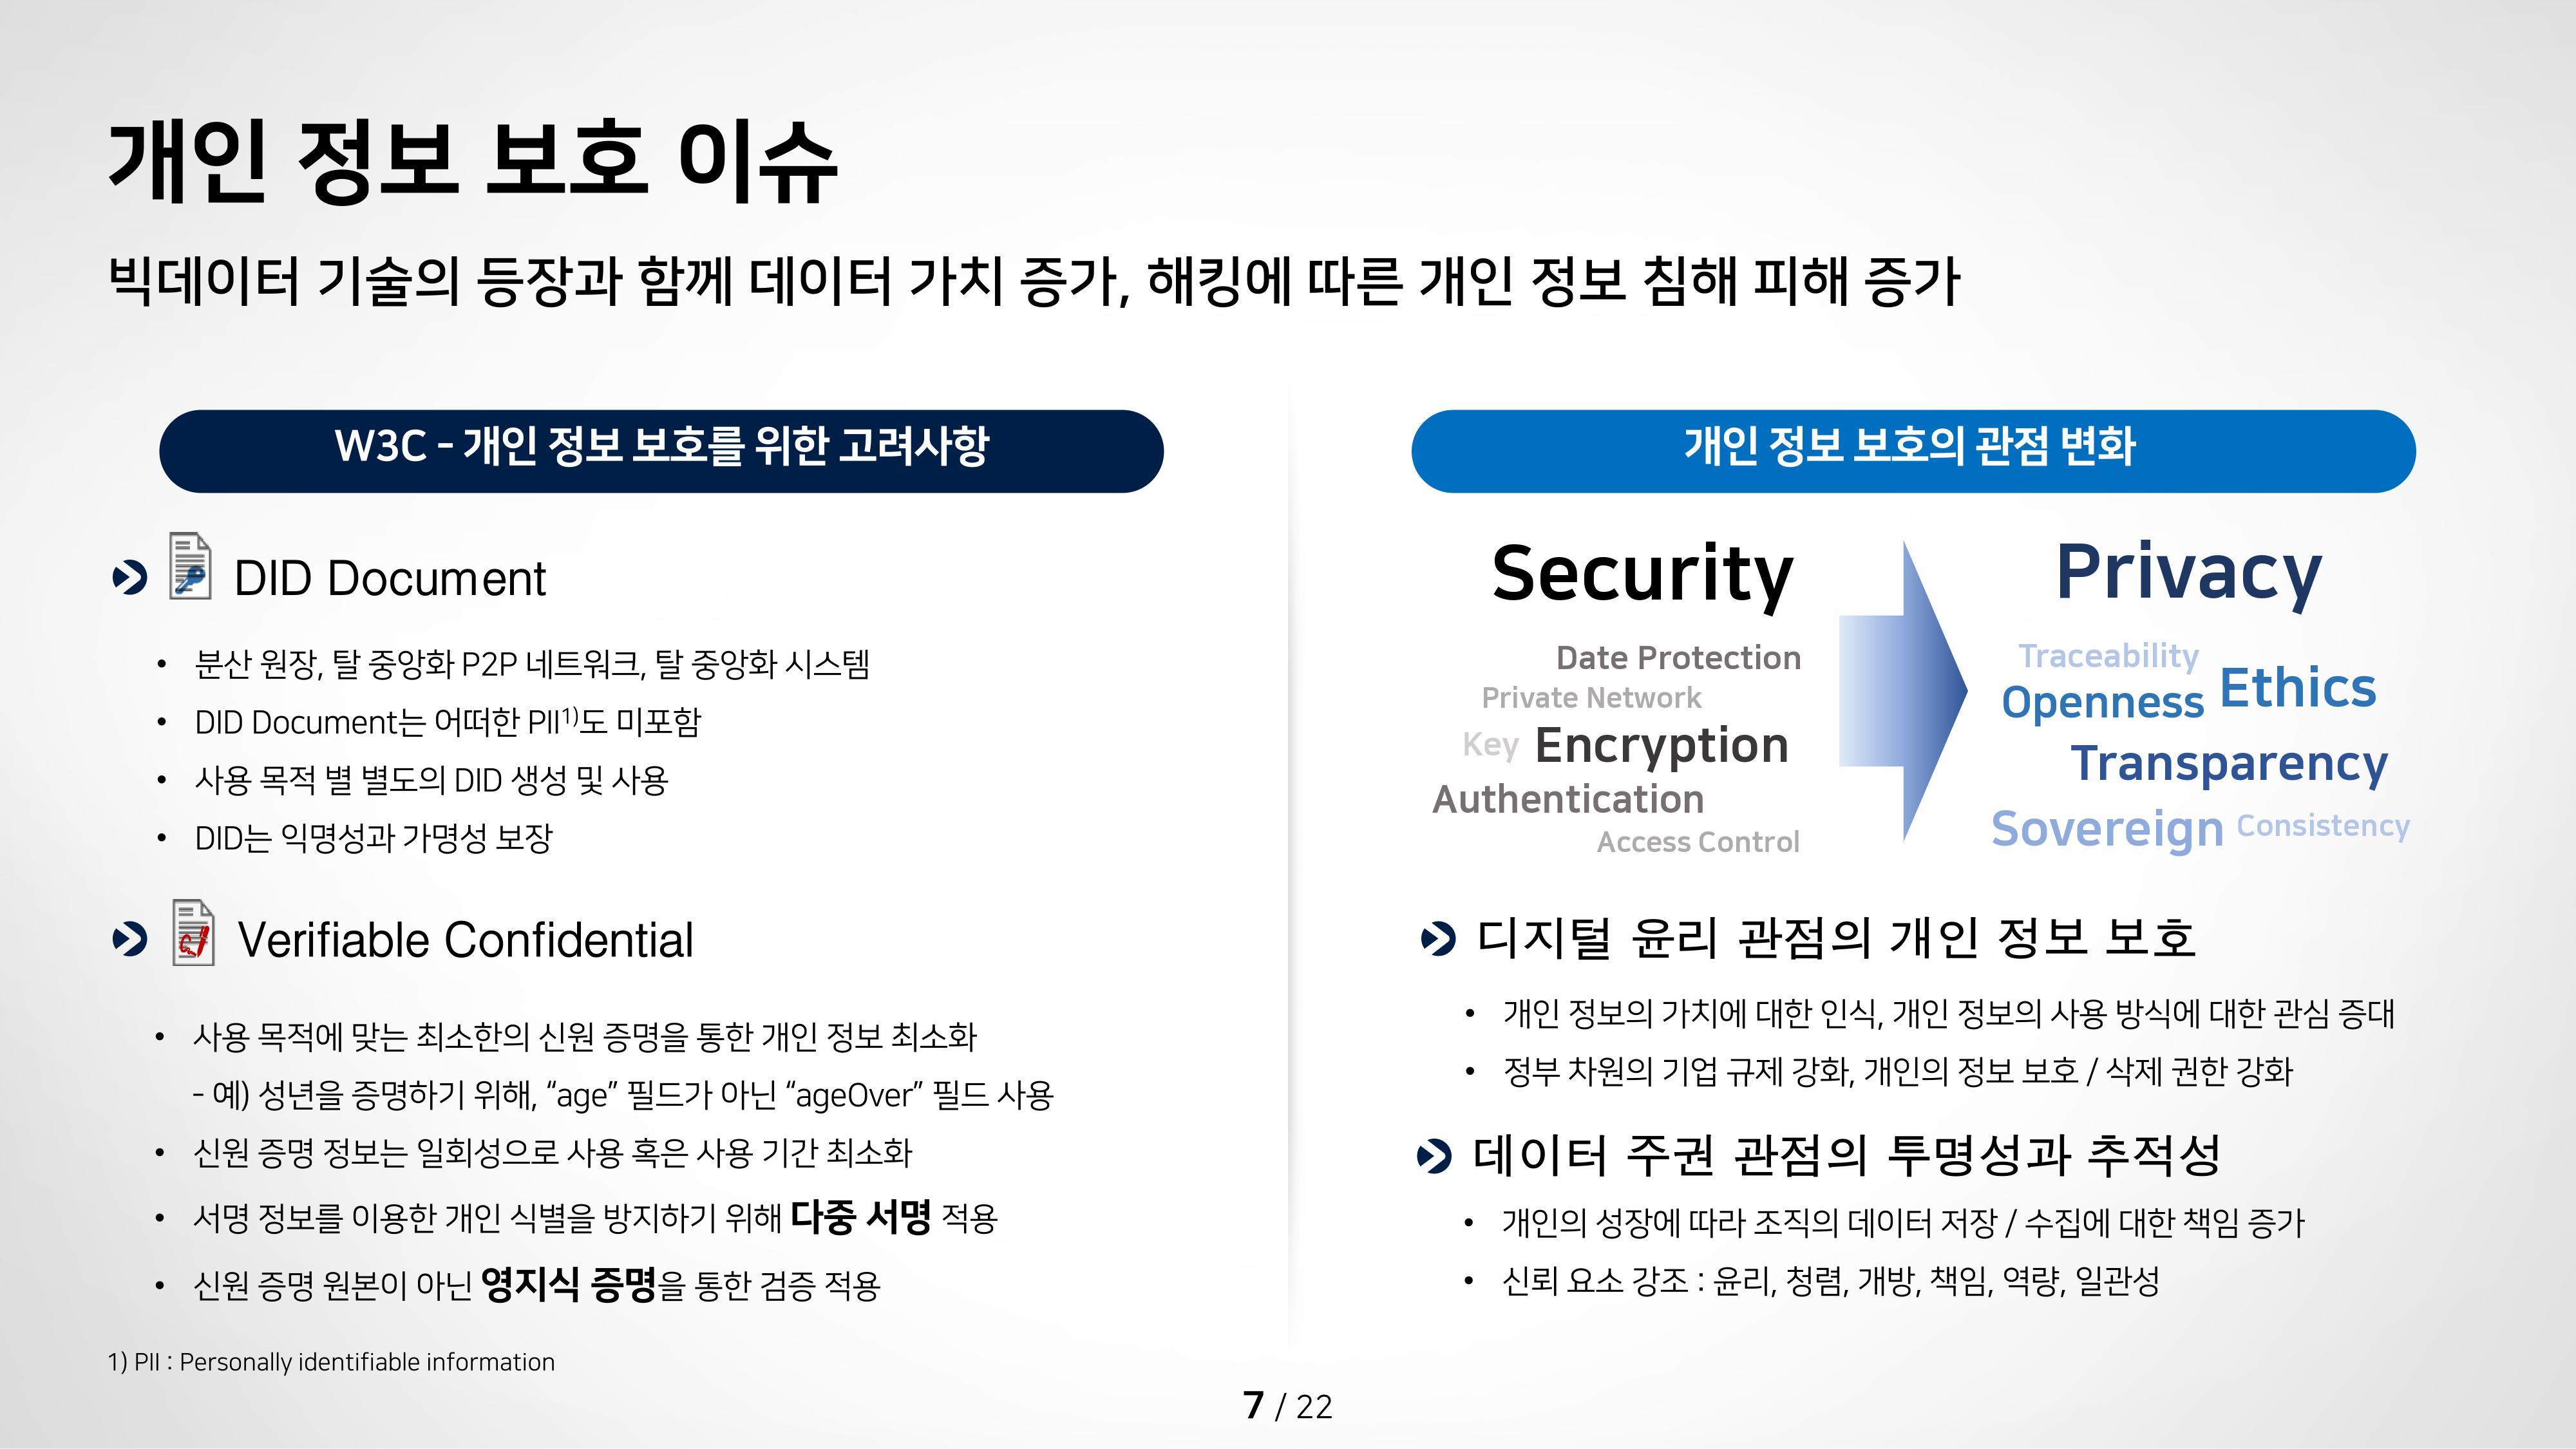 개인 정보 보호 이슈
빅데이터 기술의 등장과 함께 데이터 가치 증가, 해킹에 따른 개인 정보 침해 피해 증가
W3C - 개인 정보 보호를 위한 고려사항
DID Document
• 분산 원장, 탈 중앙화 P2P 네트워크, 탈 중앙화 시스템
• DID Document는 어떠한 PII1)도 미포함
• 사용 목적 별 별도의 DID 생성 및 사용
• DID는 익명성과 가명성 보장
Verifiable Confidential
• 사용 목적에 맞는 최소한의 신원 증명을 통한 개인 정보 최소화
- 예) 성년을 증명하기 위해, “age” 필드가 아닌 “ageOver” 필드 사용
• 신원 증명 정보는 일회성으로 사용 혹은 사용 기간 최소화
• 서명 정보를 이용한 개인 식별을 방지하기 위해 다중 서명 적용
• 신원 증명 원본이 아닌 영지식 증명을 통한 검증 적용
1) PII : Personally identifiable information
개인 정보 보호의 관점 변화
Security
Date Protection
Private Network
Key Encryption
Authentication
Access Control
Privacy
Traceability
Openness Ethics
Transparency
Sovereign Consistency
디지털 윤리 관점의 개인 정보 보호
• 개인 정보의 가치에 대한 인식, 개인 정보의 사용 방식에 대한 관심 증대
• 정부 차원의 기업 규제 강화, 개인의 정보 보호 / 삭제 권한 강화
데이터 주권 관점의 투명성과 추적성
• 개인의 성장에 따라 조직의 데이터 저장 / 수집에 대한 책임 증가
• 신뢰 요소 강조 : 윤리, 청렴, 개방, 책임, 역량, 일관성
7 / 22